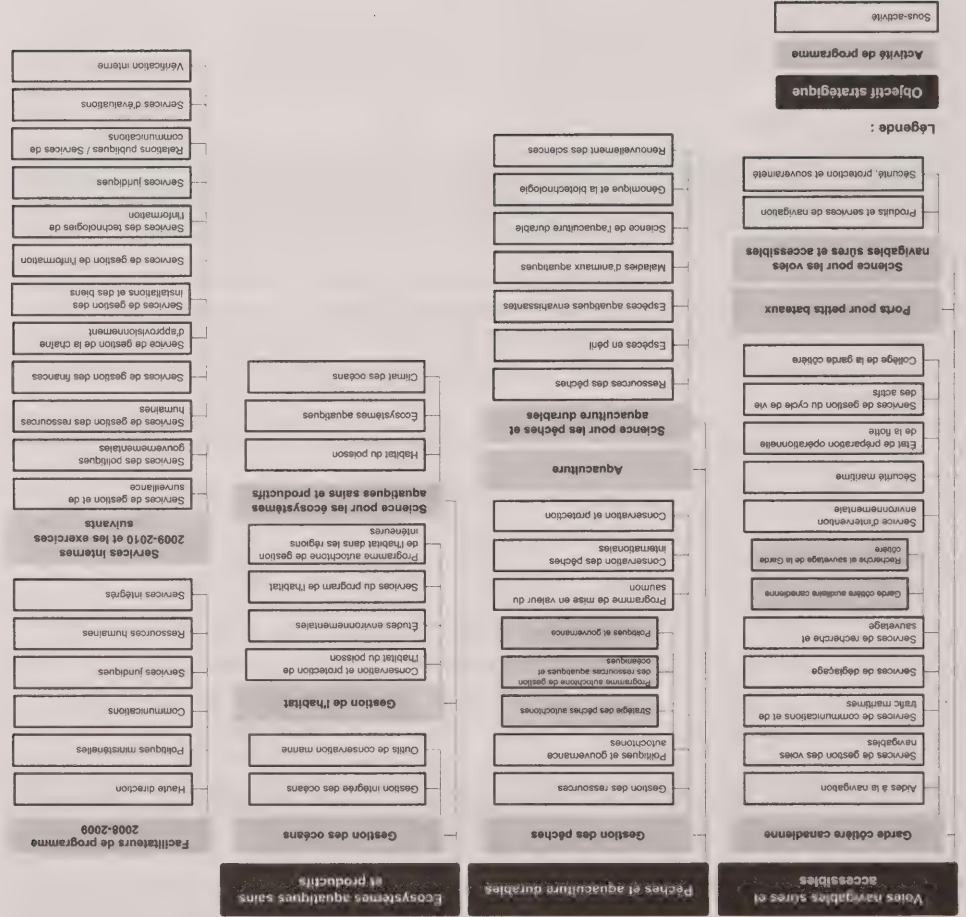 Voies navigables sûres et
accessibles
Garde côtière canadienne
Aides à la navigation
Services de gestion des voies
navigables
Services de communications et de
trafic maritimes
Services de déglaçage
Services de recherche et
sauvetage
Garde côtière auxiliaire canadienne
Recherche et sauvetage de la Garde
côtière
Service d'intervention
environnementale
Sécurité maritime
État de préparation opérationnelle
de la flotte
Services de gestion du cycle de vie
des actifs
Collège de la garde côtière
Ports pour petits bateaux
Science pour les voies
navigables sûres et accessibles
Produits et services de navigation
Sécurité, protection et souveraineté
Légende :
Objectif stratégique
Activité de programme
Sous-activité
Pêches et aquaculture durables
Gestion des pêches
Gestion des ressources
Politiques et gouvernance
autochtones
Stratégie des pêches autochtones
Programme autochtone de gestion
des ressources aquatiques et
océaniques
Politiques et gouvernance
Programme de mise en valeur du
saumon
Conservation des pêches
internationales
Conservation et protection
Aquaculture
Science pour les pêches et
aquaculture durables
Ressources des pêches
Espèces en péril
Espèces aquatiques envahissantes
Maladies d'animaux aquatiques
Science de l'aquaculture durable
Génomique et la biotechnologie
Renouvellement des sciences
Écosystèmes aquatiques sains
et productifs
Gestion des océans
Gestion intégrée des océans
Outils de conservation marine
Gestion de l'habitat
Conservation et protection de
l'habitat du poisson
Études environnementales
Services du program de l'habitat
Programme autochtone de gestion
de l'habitat dans les régions
intérieures
Science pour les écosystèmes
aquatiques sains et productifs
Habitat du poisson
Écosystèmes aquatiques
Climat des océans
Facilitateurs de programme
2008-2009
Haute direction
Politiques ministérielles
Communications
Services juridiques
Ressources humaines
Services intégrés
Services internes
2009-2010 et les exercices
suivants
Services de gestion et de
surveillance
Services des politiques
gouvernementales
Services de gestion des ressources
humaines
Services de gestion des finances
Service de gestion de la chaîne
d'approvisionnement
Services de gestion des
installations et des biens
Services de gestion de l'information
Services des technologies de
l'information
Services juridiques
Relations publiques / Services de
communications
Services d'évaluations
Vérification interne